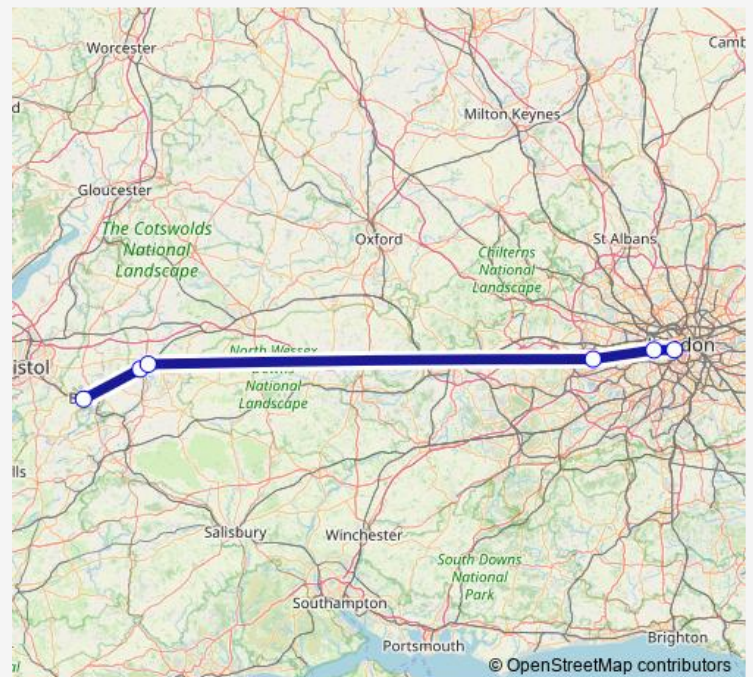 Worcester
Camb
Milton Keynes
d
Gloucester
The Cotswolds
National
Landscape
Oxford
St Albans
Chilterns
National
Landscape
North Wessex
don
istol
National
Landscape
B
lls
Salisbury
Winchester
South Downs
National
Park
Southampton
Portsmouth
Brighton
al
© OpenStreetMap contributors